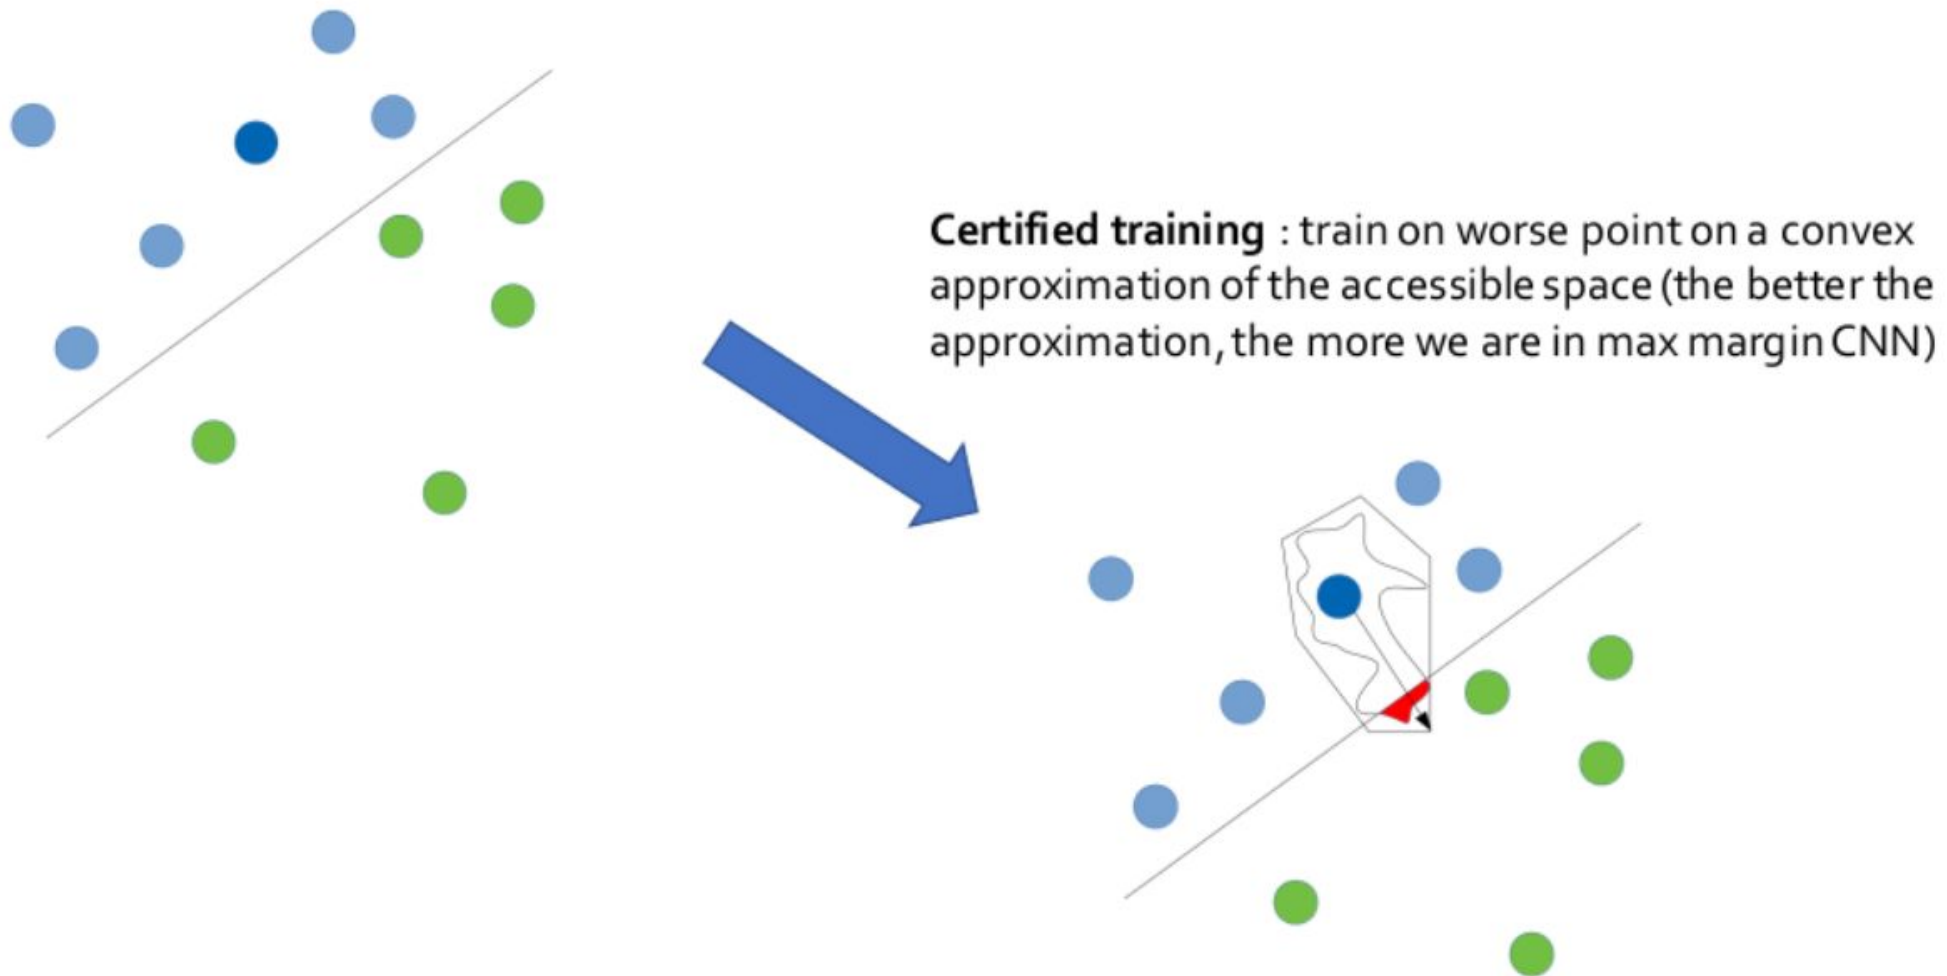 Certified training : train on worse point on a convex
approximation of the accessible space (the better the
approximation, the more we are in max margin CNN)